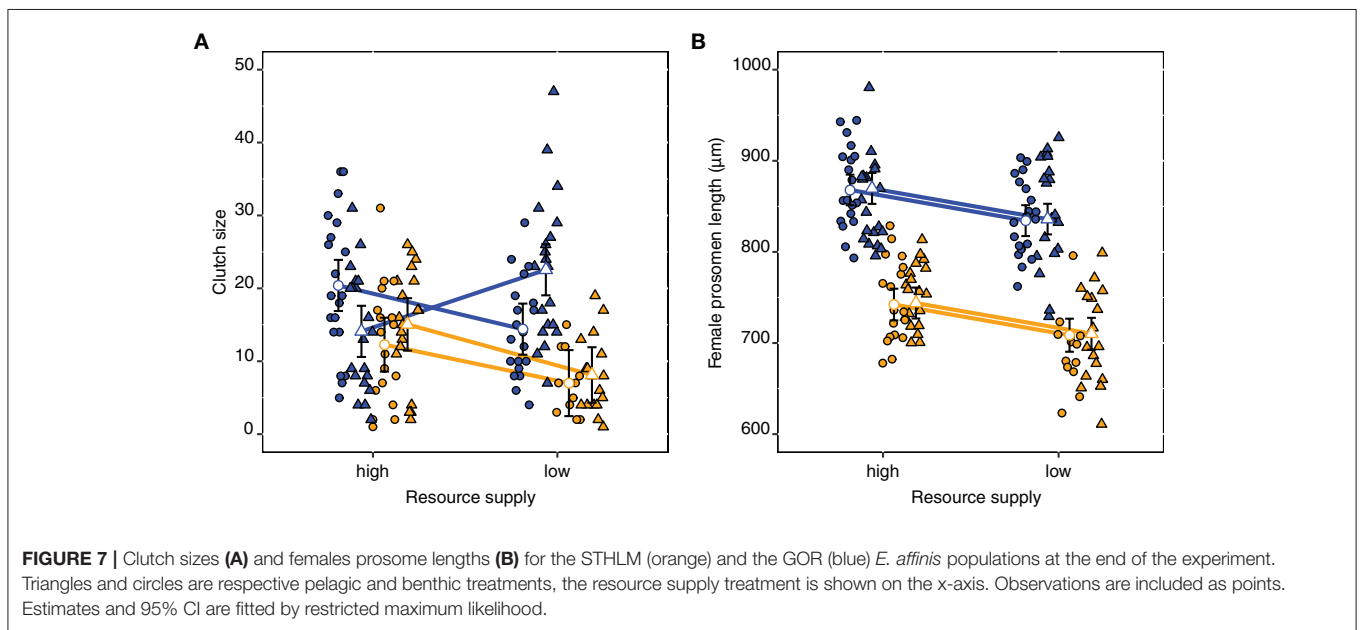 A
B
50
40
30
20
10
0
Clutch size
high
low
Resource supply
1000
900
800
700
600
Female prosomen length (µm)
high
low
Resource supply
FIGURE 7 | Clutch sizes (A) and females prosome lengths (B) for the STHLM (orange) and the GOR (blue) E. affinis populations at the end of the experiment.
Triangles and circles are respective pelagic and benthic treatments, the resource supply treatment is shown on the x-axis. Observations are included as points.
Estimates and 95% CI are fitted by restricted maximum likelihood.